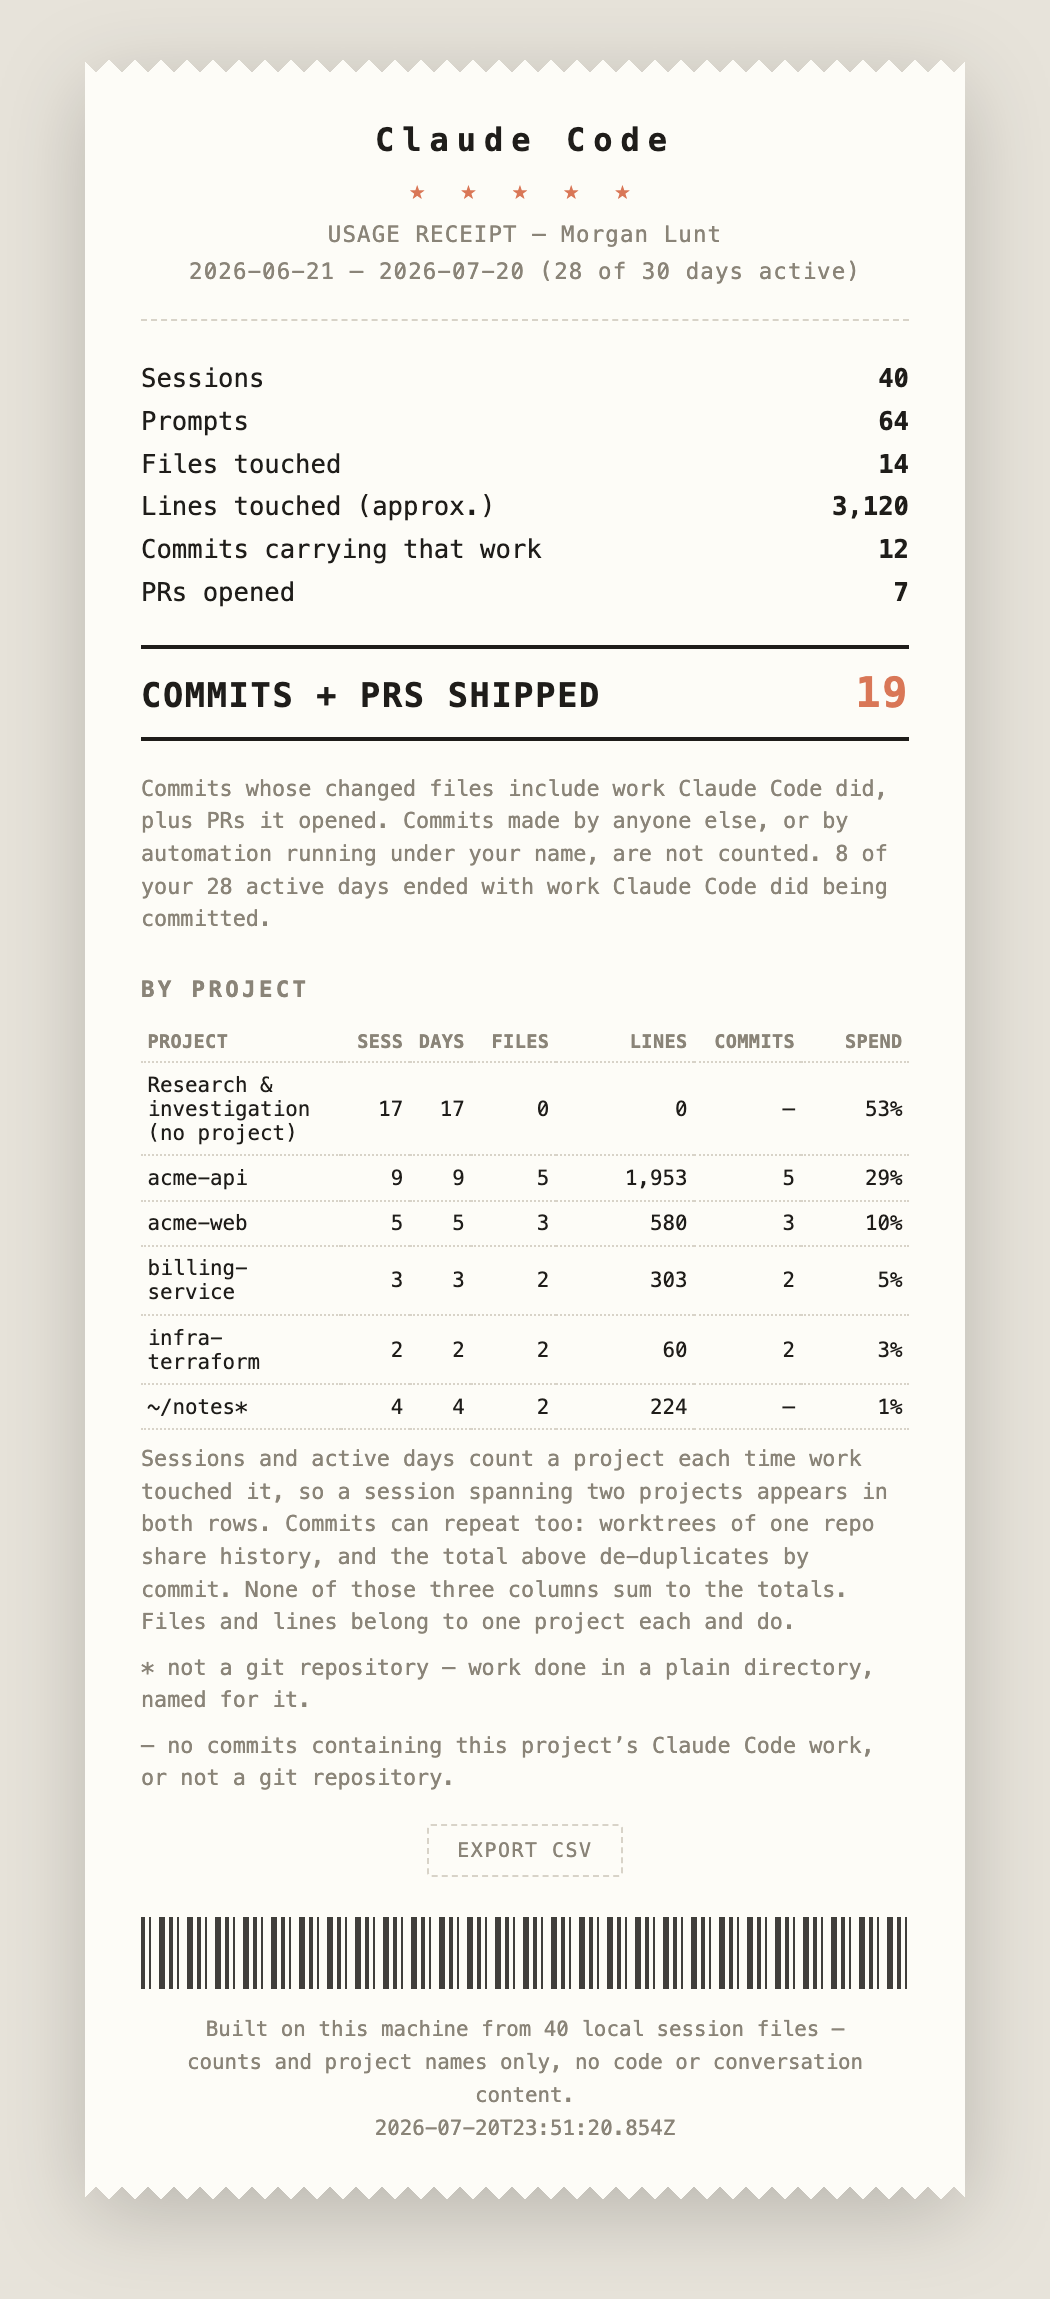 Claude Code
★ ★ ★ ★ ★
USAGE RECEIPT — Morgan Lunt
2026-06-21 — 2026-07-20 (28 of 30 days active)
Sessions 40
Prompts 64
Files touched 14
Lines touched (approx.) 3,120
Commits carrying that work 12
PRs opened 7
COMMITS + PRS SHIPPED 19
Commits whose changed files include work Claude Code did,
plus PRs it opened. Commits made by anyone else, or by
automation running under your name, are not counted. 8 of
your 28 active days ended with work Claude Code did being
committed.
BY PROJECT
PROJECT SESS DAYS FILES LINES COMMITS SPEND
Research &
investigation 17 17 0 0 — 53%
(no project)
acme-api 9 9 5 1,953 5 29%
acme-web 5 5 3 580 3 10%
billing-
service 3 3 2 303 2 5%
infra-
terraform 2 2 2 60 2 3%
~/notes* 4 4 2 224 — 1%
Sessions and active days count a project each time work
touched it, so a session spanning two projects appears in
both rows. Commits can repeat too: worktrees of one repo
share history, and the total above de-duplicates by
commit. None of those three columns sum to the totals.
Files and lines belong to one project each and do.
* not a git repository — work done in a plain directory,
named for it.
— no commits containing this project’s Claude Code work,
or not a git repository.
EXPORT CSV
Built on this machine from 40 local session files —
counts and project names only, no code or conversation
content.
2026-07-20T23:51:20.854Z